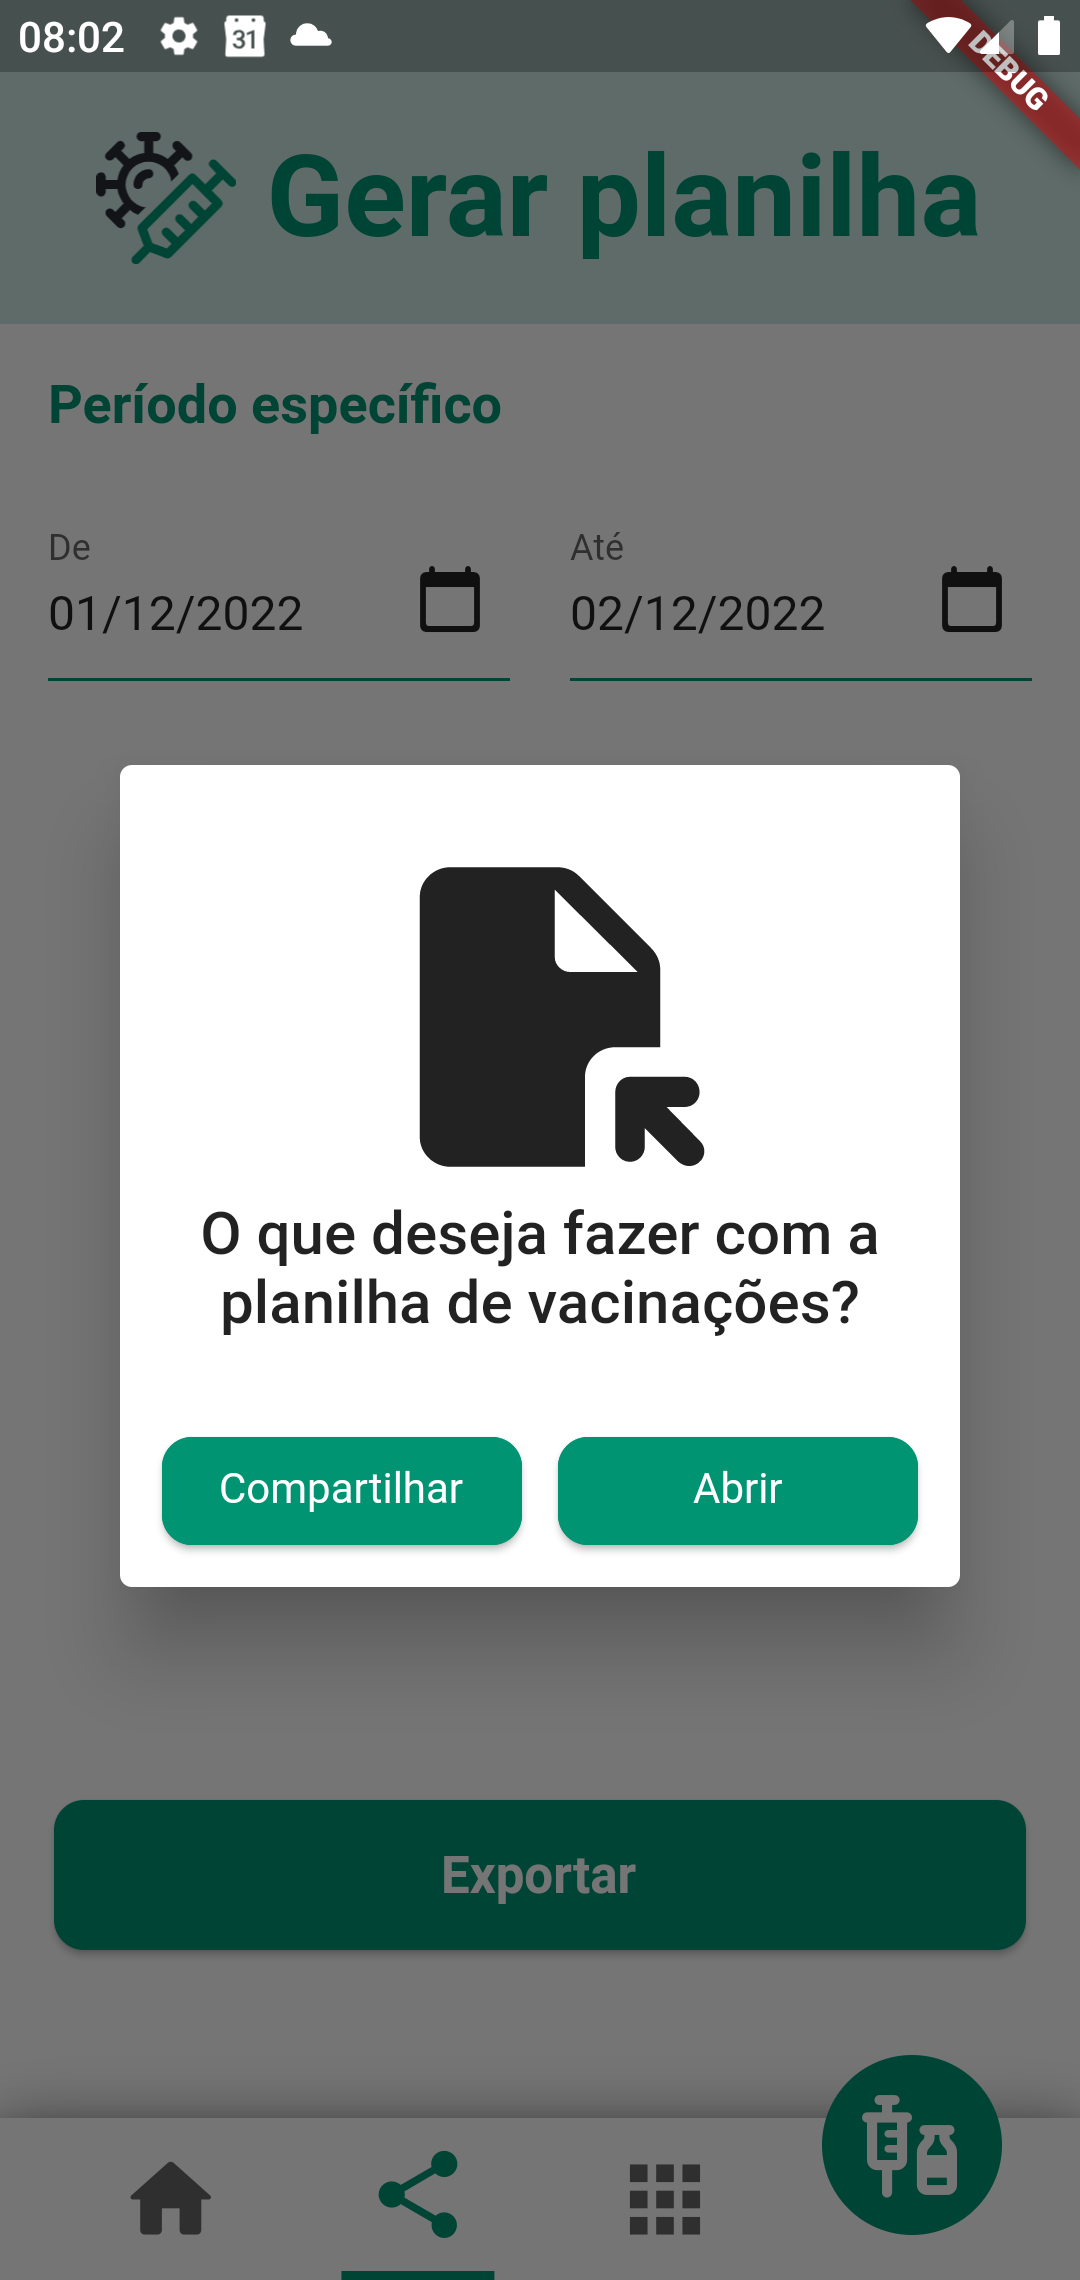 08:02
31
DEBUG
Gerar planilha
Período específico
De
Até
01/12/2022
02/12/2022
O que deseja fazer com a
planilha de vacinações?
Compartilhar
Abrir
Exportar